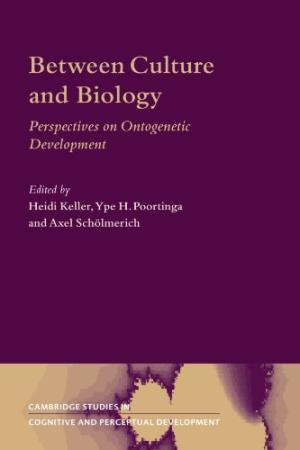 Between Culture
and Biology
Perspectives on Ontogenetic
Development
Edited by
Heidi Keller, Ype H. Poortinga
and Axel Schölmerich
CAMBRIDGE STUDIES IN
COGNITIVE AND PERCEPTUAL DEVELOPMENT